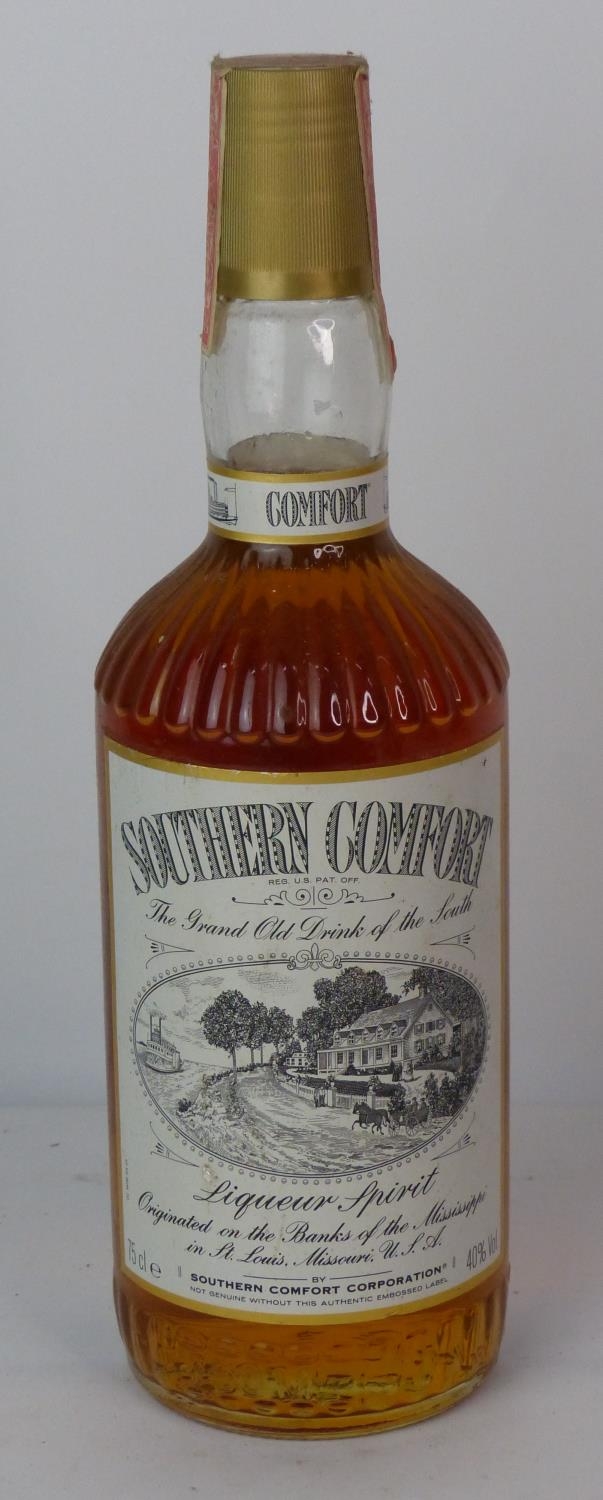 COMFORT
SOUTHERN COMFORT
REG. U.S. PAT. OFF.
The Grand Old Drink of the South
Liqueur Spirit
Originated on the Banks of the Mississippi
in St. Louis, Missouri, U.S.A.
75 cl e
BY
SOUTHERN COMFORT CORPORATION®
40% Vol
NOT GENUINE WITHOUT THIS AUTHENTIC EMBOSSED LABEL